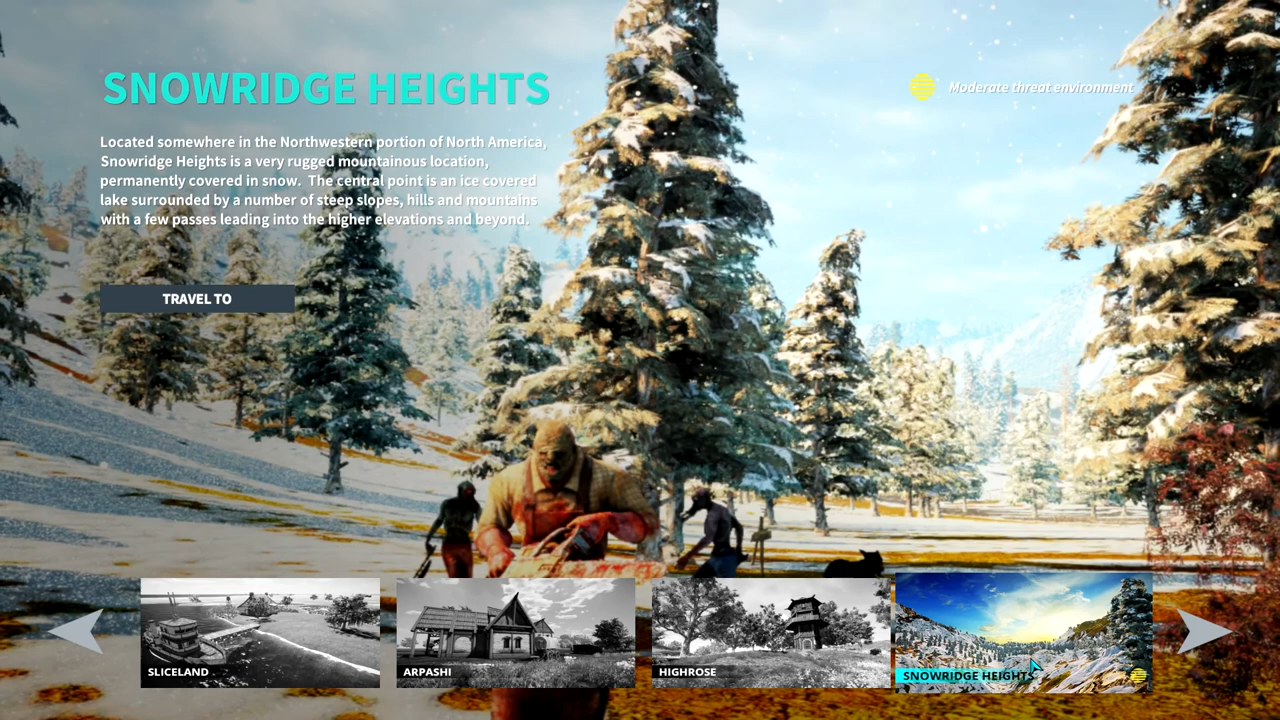 SNOWRIDGE HEIGHTS
Moderate threat environment
Located somewhere in the Northwestern portion of North America,
Snowridge Heights is a very rugged mountainous location,
permanently covered in snow.  The central point is an ice covered
lake surrounded by a number of steep slopes, hills and mountains
with a few passes leading into the higher elevations and beyond.
TRAVEL TO
SLICELAND
ARPASHI
HIGHROSE
SNOWRIDGE HEIGHTS